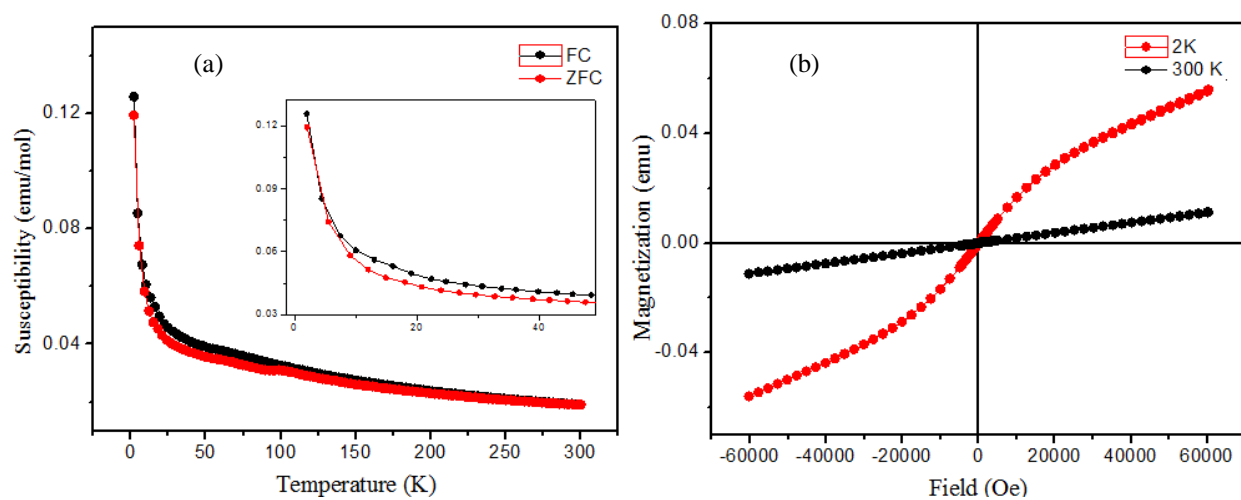 (a)
FC
ZFC
0.12
0.08
0.04
Susceptibility (emu/mol)
0.12
0.09
0.06
0.03
0
20
40
0
50
100
150
200
250
300
Temperature (K)
0.08
0.04
0.00
-0.04
Magnetization (emu)
(b)
2K
300 K
-60000
-40000
-20000
0
20000
40000
60000
Field (Oe)